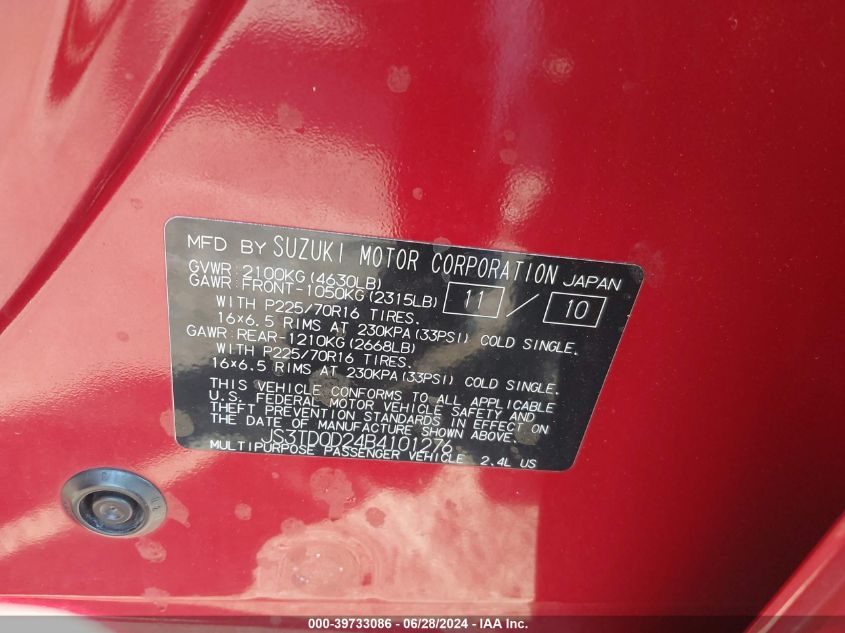 MFD BY SUZUKI MOTOR CORPORATION JAPAN
GVWR:2100KG(4630LB)
GAWR:FRONT-1050KG(2315LB) 11 / 10
WITH P225/70R16 TIRES.
16×6.5 RIMS AT 230KPA(33PSI) COLD SINGLE.
GAWR:REAR-1210KG(2668LB)
WITH P225/70R16 TIRES.
16×6.5 RIMS AT 230KPA(33PSI) COLD SINGLE.
THIS VEHICLE CONFORMS TO ALL APPLICABLE
U.S. FEDERAL MOTOR VEHICLE SAFETY AND
THEFT PREVENTION STANDARDS IN EFFECT ON
THE DATE OF MANUFACTURE SHOWN ABOVE.
JS3TD0D24B4101276
MULTIPURPOSE PASSENGER VEHICLE 2.4L US
000-39733086 - 06/28/2024 - IAA Inc.